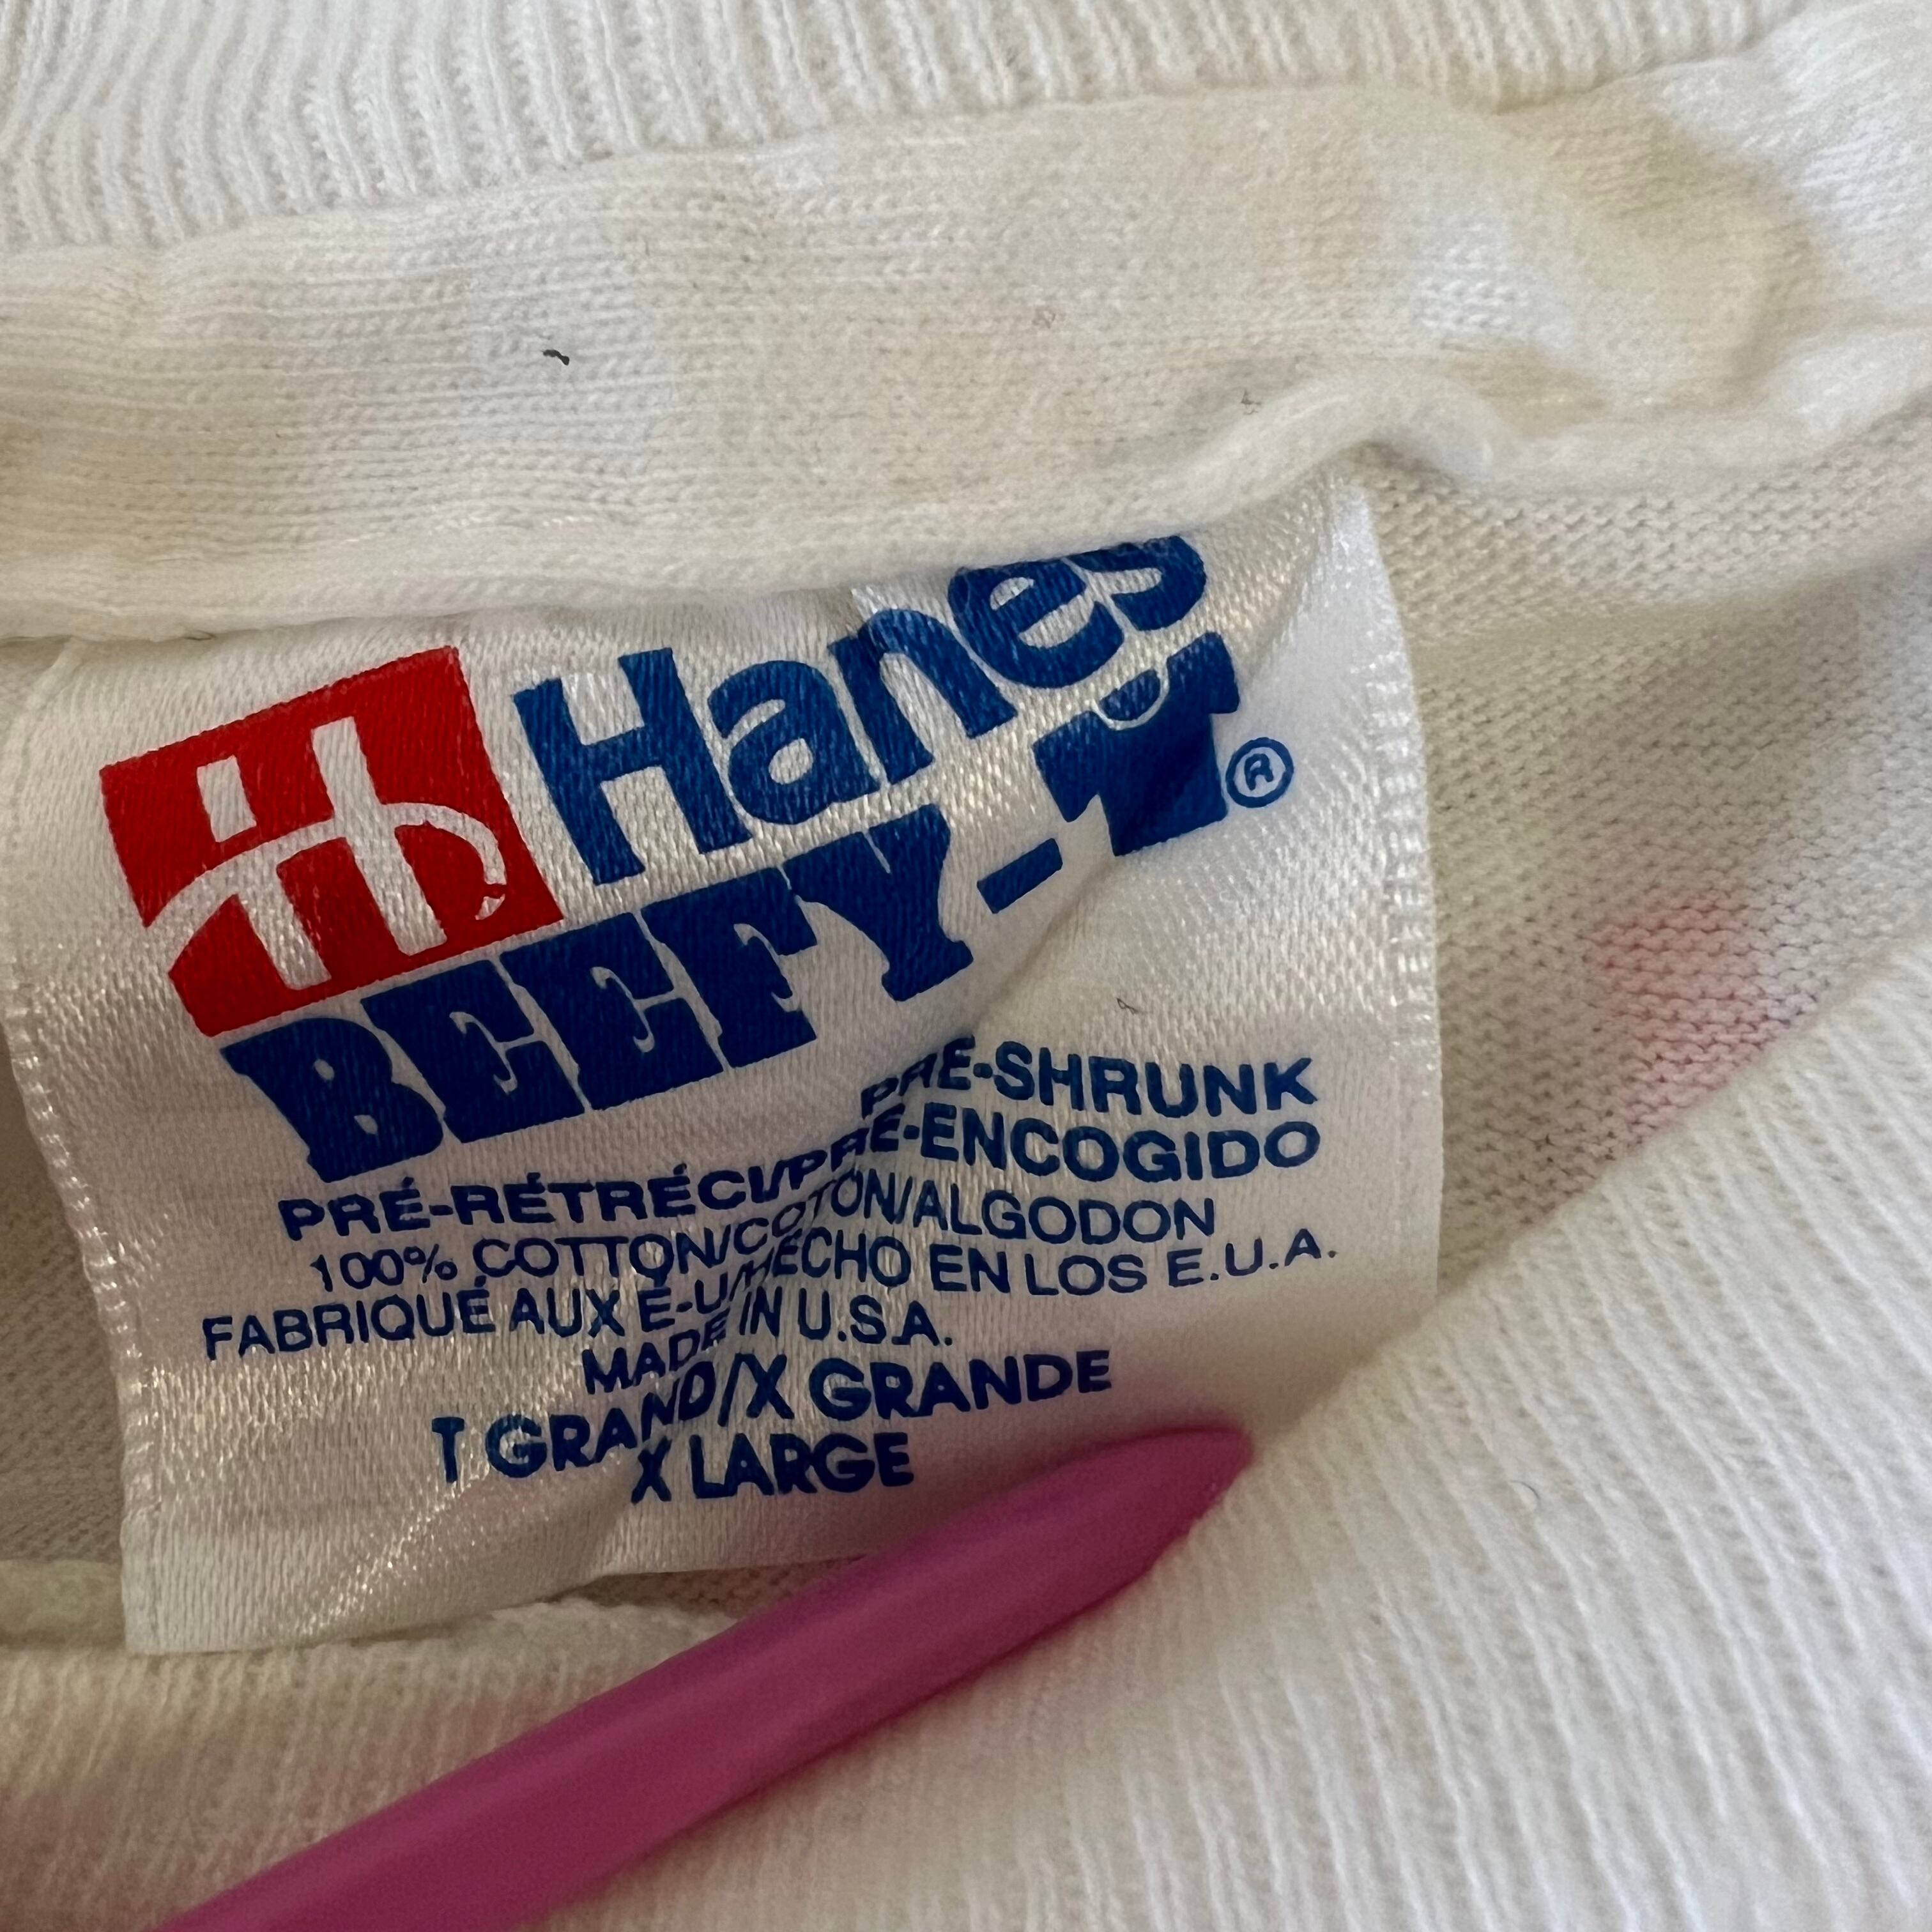 Hanes
BEEFY-T®
PRE-SHRUNK
PRÉ-RÉTRÉCI/PRE-ENCOGIDO
100% COTTON/COTON/ALGODON
FABRIQUÉ AUX É-U/HECHO EN LOS E.U.A.
MADE IN U.S.A.
T GRAND/X GRANDE
X LARGE